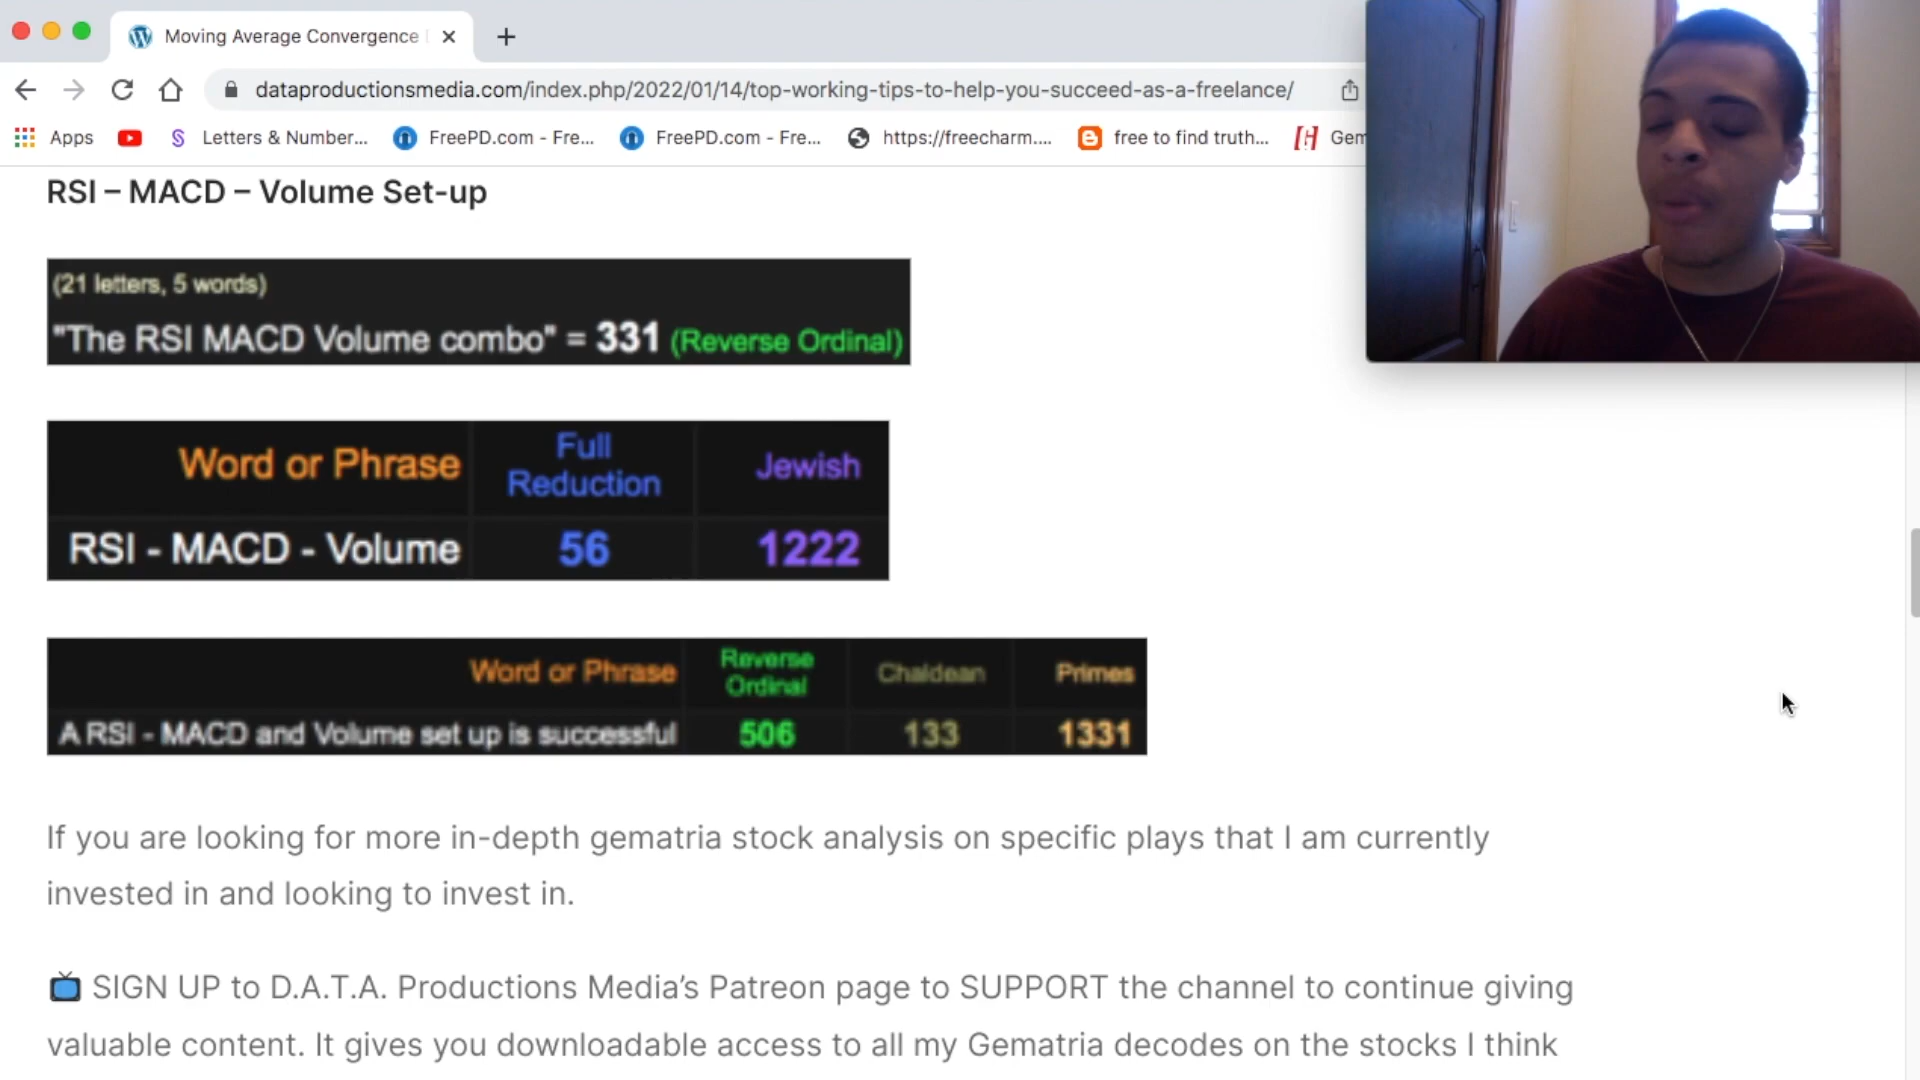 Moving Average Convergence
dataproductionsmedia.com/index.php/2022/01/14/top-working-tips-to-help-you-succeed-as-a-freelance/
Apps
Letters & Number...
FreePD.com - Fre...
FreePD.com - Fre...
https://freecharm....
free to find truth...
Gem
RSI – MACD – Volume Set-up
(21 letters, 5 words)
"The RSI MACD Volume combo" = 331 (Reverse Ordinal)
Word or Phrase Full Reduction Jewish
RSI - MACD - Volume 56 1222
Word or Phrase Reverse Ordinal Chaldean Primes
A RSI - MACD and Volume set up is successful 506 133 1331
If you are looking for more in-depth gematria stock analysis on specific plays that I am currently
invested in and looking to invest in.
SIGN UP to D.A.T.A. Productions Media’s Patreon page to SUPPORT the channel to continue giving
valuable content. It gives you downloadable access to all my Gematria decodes on the stocks I think